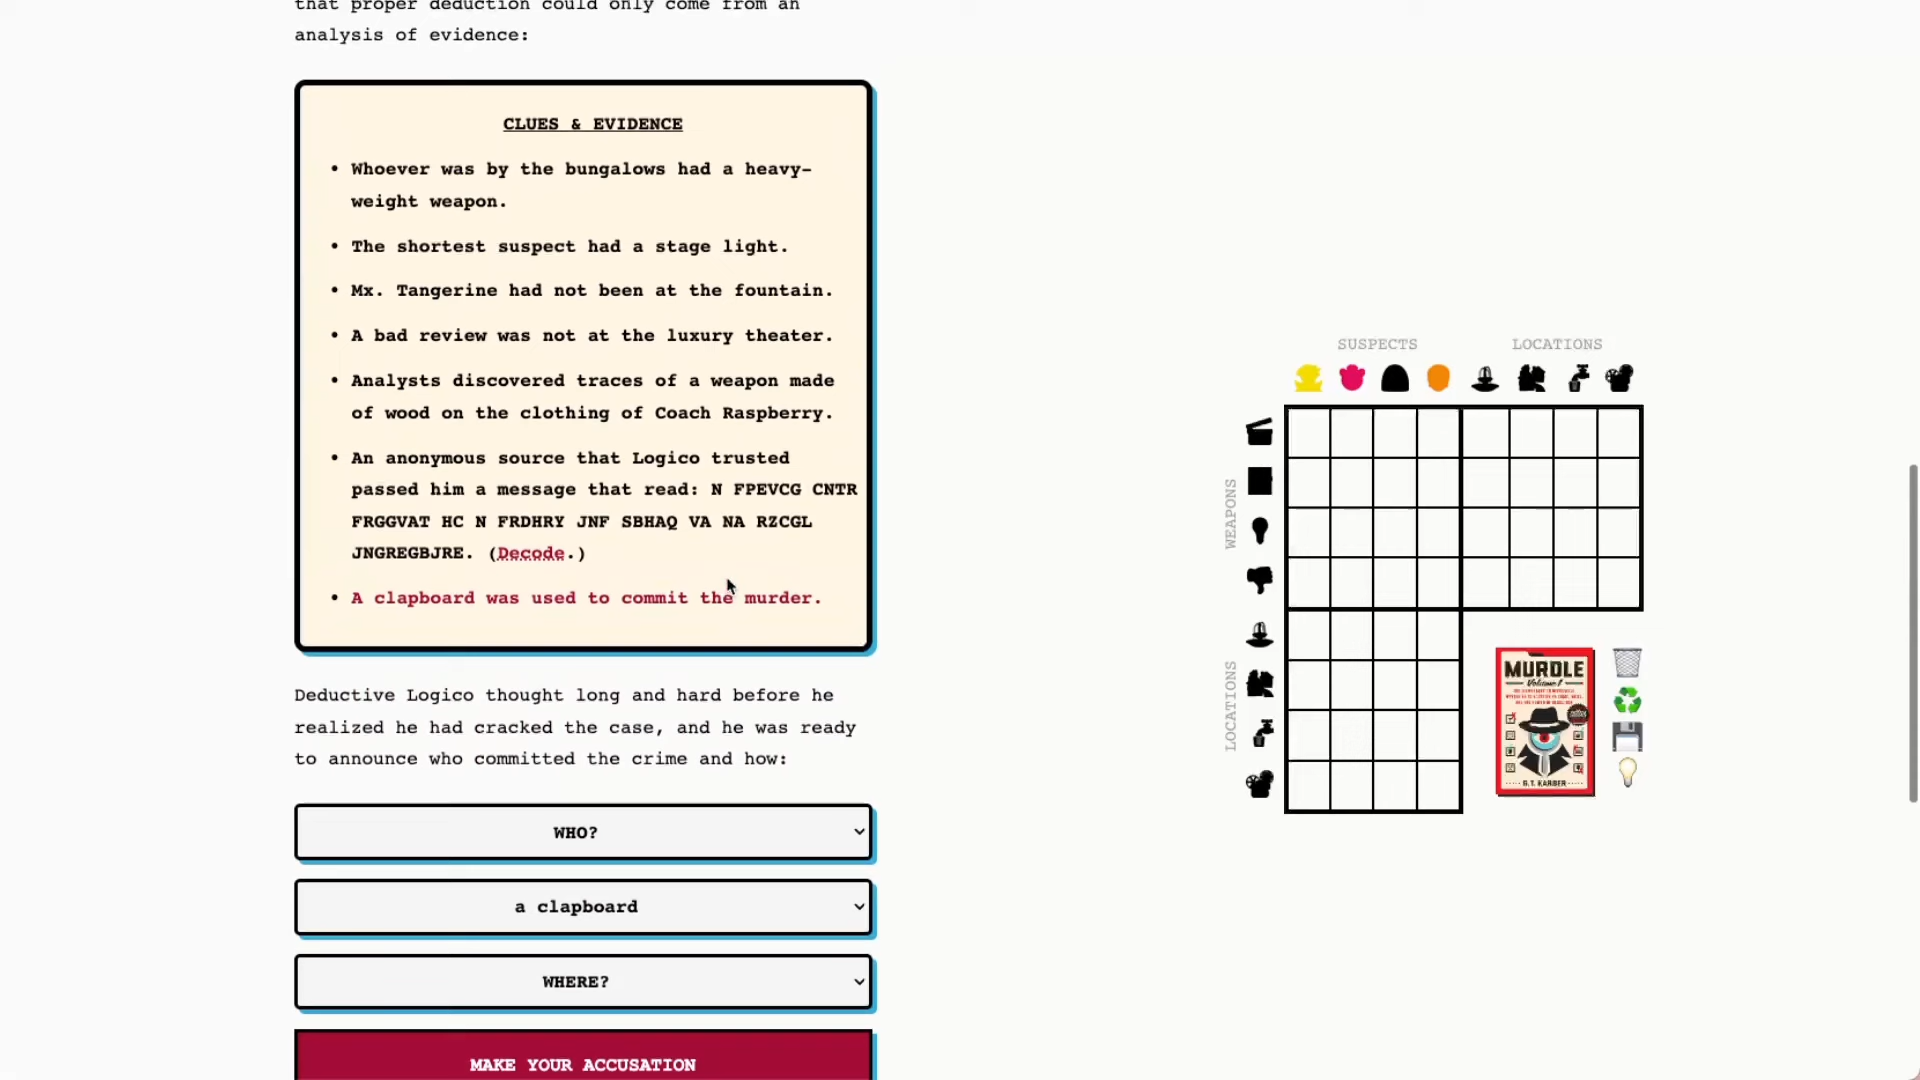 that proper deduction could only come from an
analysis of evidence:
CLUES & EVIDENCE
• Whoever was by the bungalows had a heavy-
weight weapon.
• The shortest suspect had a stage light.
• Mx. Tangerine had not been at the fountain.
• A bad review was not at the luxury theater.
• Analysts discovered traces of a weapon made
of wood on the clothing of Coach Raspberry.
• An anonymous source that Logico trusted
passed him a message that read: N FPEVCG CNTR
FRGGVAT HC N FRDHRY JNF SBHAQ VA NA RZCGL
JNGREGBJRE. (Decode.)
• A clapboard was used to commit the murder.
Deductive Logico thought long and hard before he
realized he had cracked the case, and he was ready
to announce who committed the crime and how:
WHO?
a clapboard
WHERE?
MAKE YOUR ACCUSATION
SUSPECTS
LOCATIONS
WEAPONS
LOCATIONS
MURDLE
Volume 1
G.T. KARBER